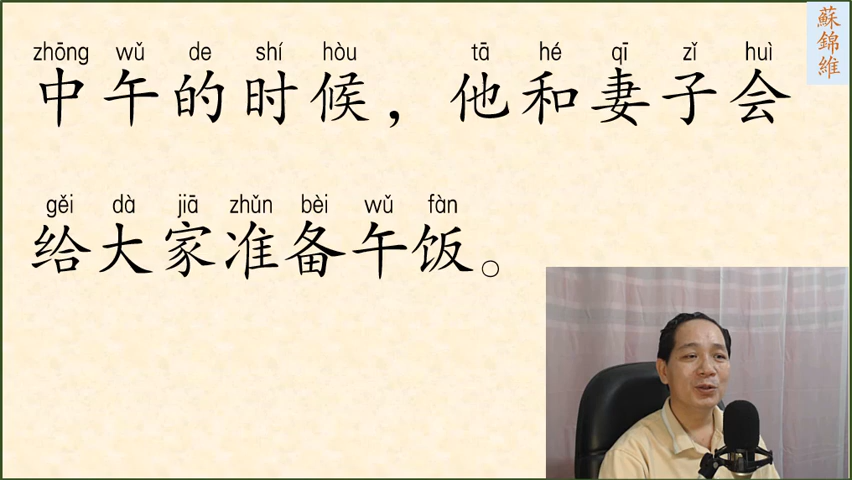 zhōng wǔ de shí hòu tā hé qī zǐ huì
中午的时候，他和妻子会
gěi dà jiā zhǔn bèi wǔ fàn
给大家准备午饭。
蘇錦維